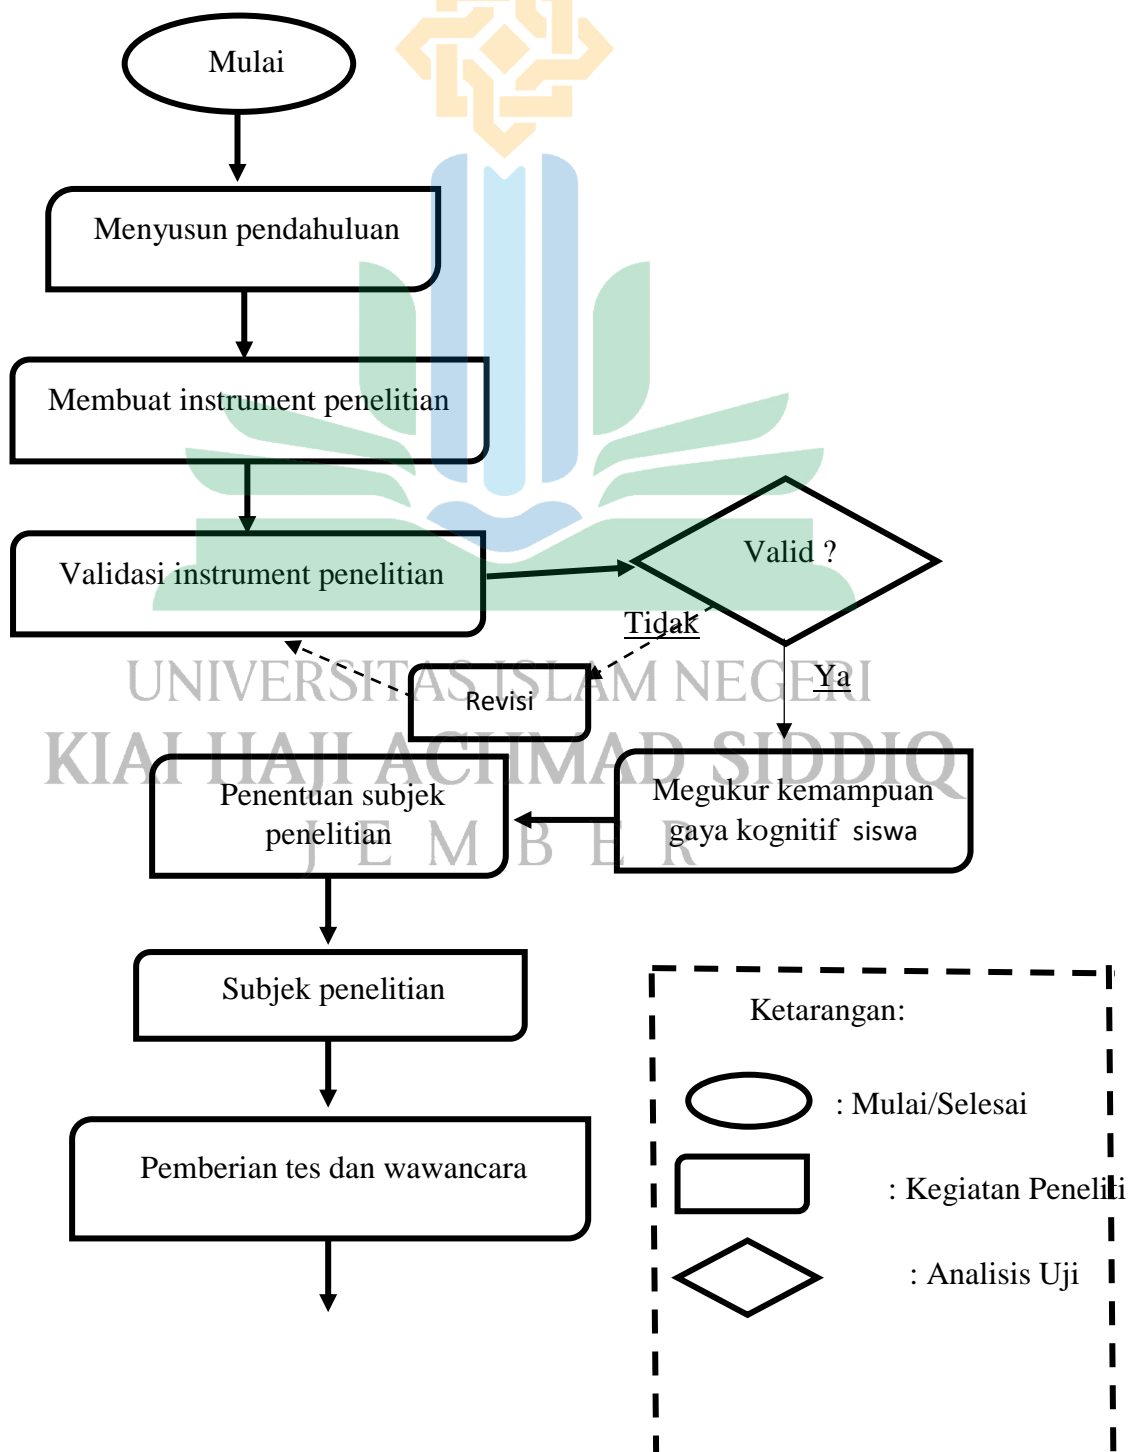 Mulai
Menyusun pendahuluan
Membuat instrument penelitian
Validasi instrument penelitian
Valid ?
Tidak
Revisi
Ya
UNIVERSITAS ISLAM NEGERI
KIAI HAJI ACHMAD SIDDIQ
JEMBER
Megukur kemampuan
gaya kognitif siswa
Penentuan subjek
penelitian
Subjek penelitian
Pemberian tes dan wawancara
Ketarangan:
: Mulai/Selesai
: Kegiatan Peneliti
: Analisis Uji